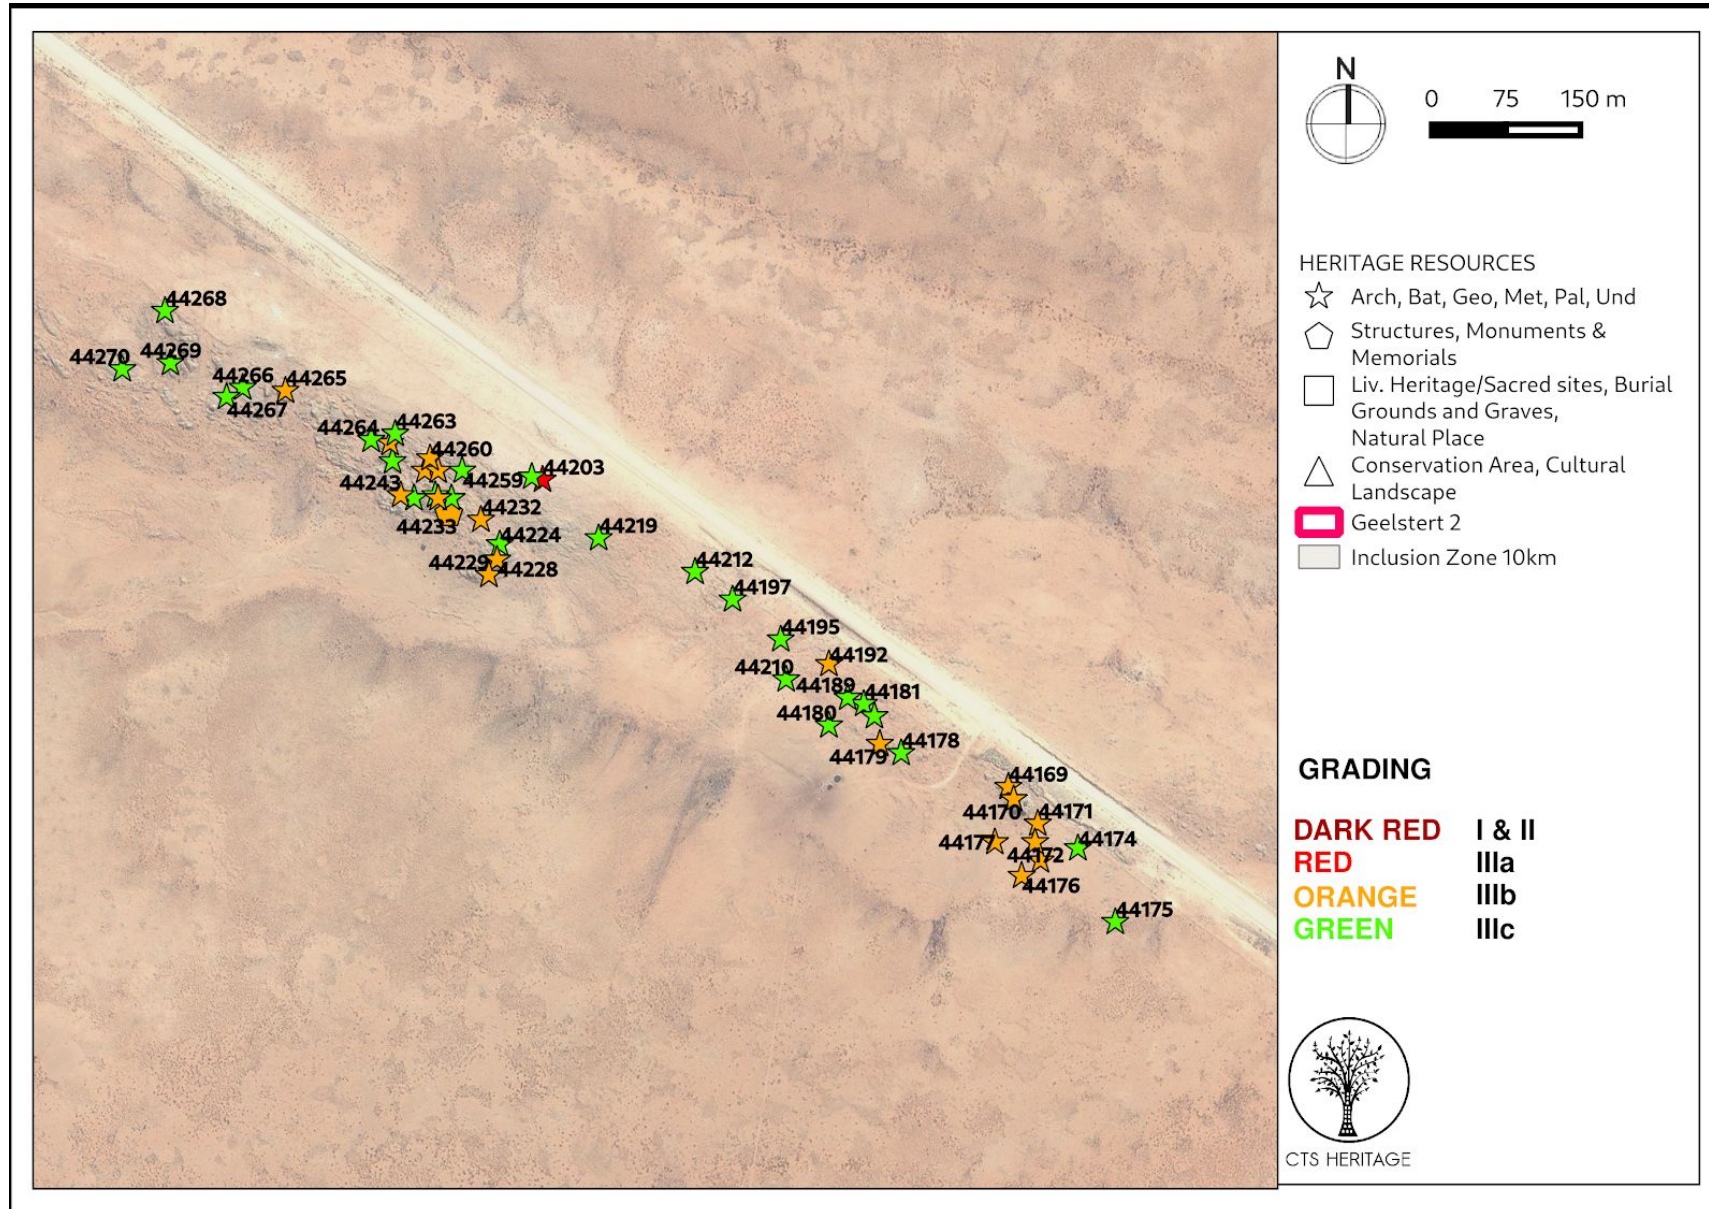 44268
44269
44270
44266
44265
44267
44263
44264
44260
44203
44259
44243
44232
44233
44219
44224
44229
44228
44212
44197
44195
44192
44210
44189
44181
44180
44178
44179
44169
44170
44171
44174
44177
44172
44176
44175
N
0 75 150 m
HERITAGE RESOURCES
Arch, Bat, Geo, Met, Pal, Und
Structures, Monuments &
Memorials
Liv. Heritage/Sacred sites, Burial
Grounds and Graves,
Natural Place
Conservation Area, Cultural
Landscape
Geelstert 2
Inclusion Zone 10km
GRADING
DARK RED I & II
RED IIIa
ORANGE IIIb
GREEN IIIc
CTS HERITAGE